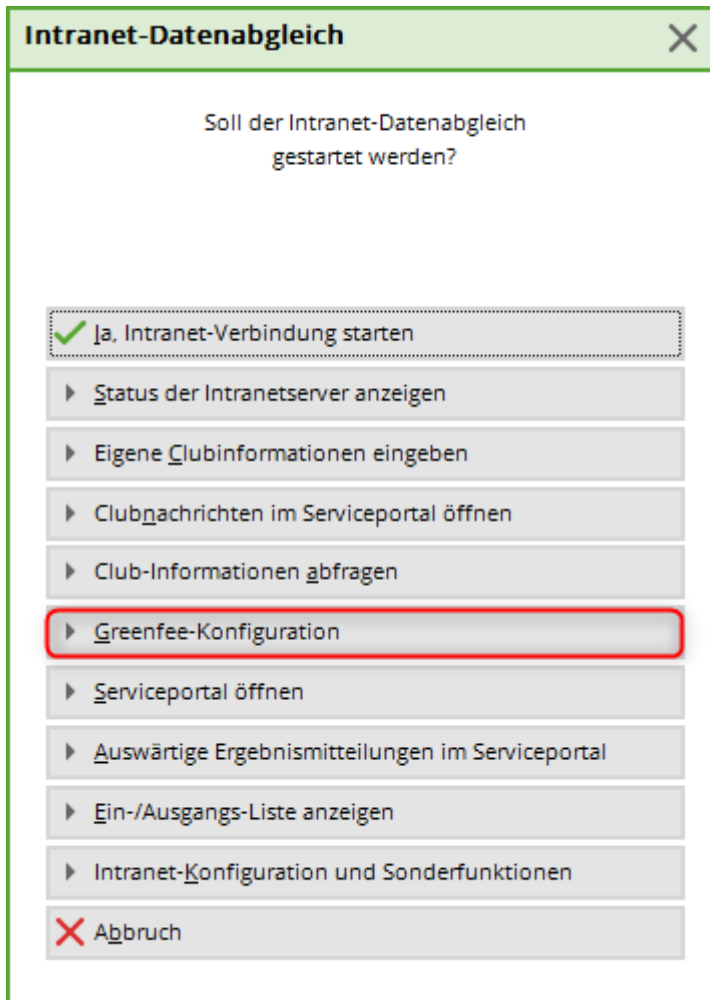 Intranet-Datenabgleich
Soll der Intranet-Datenabgleich
gestartet werden?
Ja, Intranet-Verbindung starten
Status der Intranetserver anzeigen
Eigene Clubinformationen eingeben
Clubnachrichten im Serviceportal öffnen
Club-Informationen abfragen
Greenfee-Konfiguration
Serviceportal öffnen
Auswärtige Ergebnismitteilungen im Serviceportal
Ein-/Ausgangs-Liste anzeigen
Intranet-Konfiguration und Sonderfunktionen
Abbruch